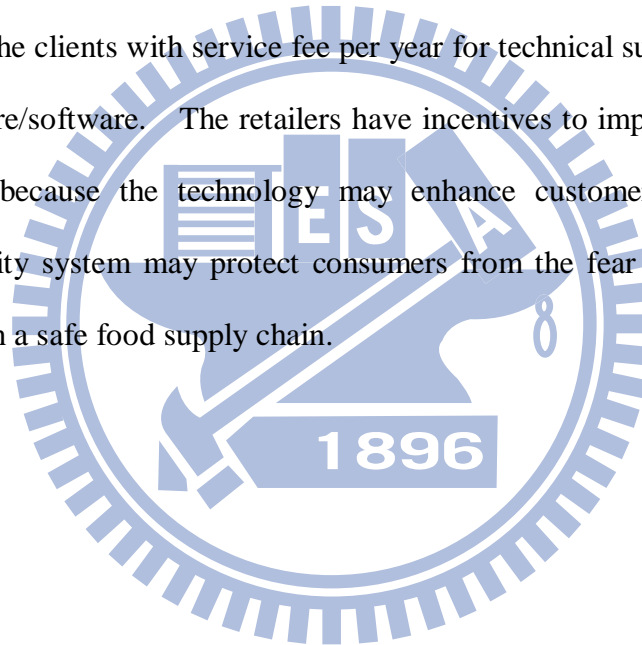 he clients with service fee per year for technical su
re/software. The retailers have incentives to imp
because the technology may enhance custome
ity system may protect consumers from the fear
n a safe food supply chain.
E S A
1896